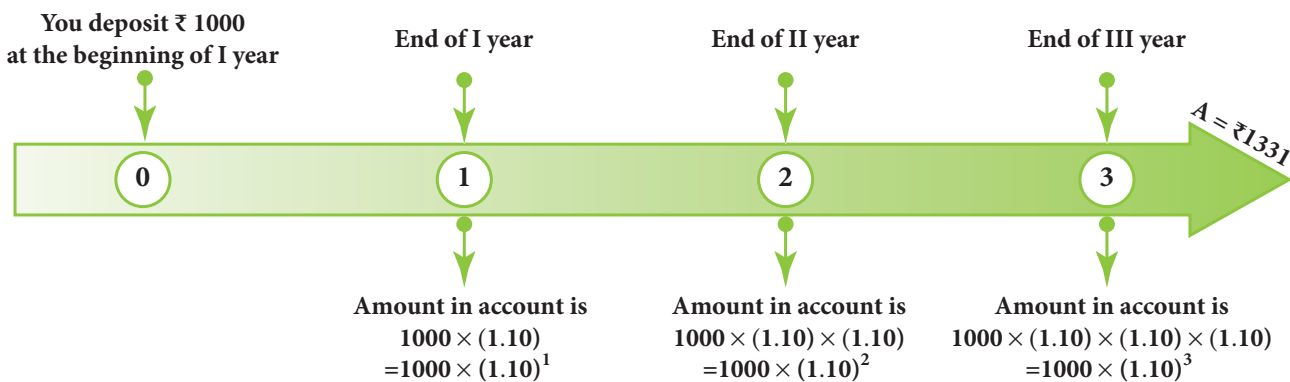 You deposit ₹ 1000
at the beginning of I year
End of I year
End of II year
End of III year
0
1
2
3
A = ₹1331
Amount in account is
1000 × (1.10)
=1000 × (1.10)¹
Amount in account is
1000 × (1.10) × (1.10)
=1000 × (1.10)²
Amount in account is
1000 × (1.10) × (1.10) × (1.10)
=1000 × (1.10)³